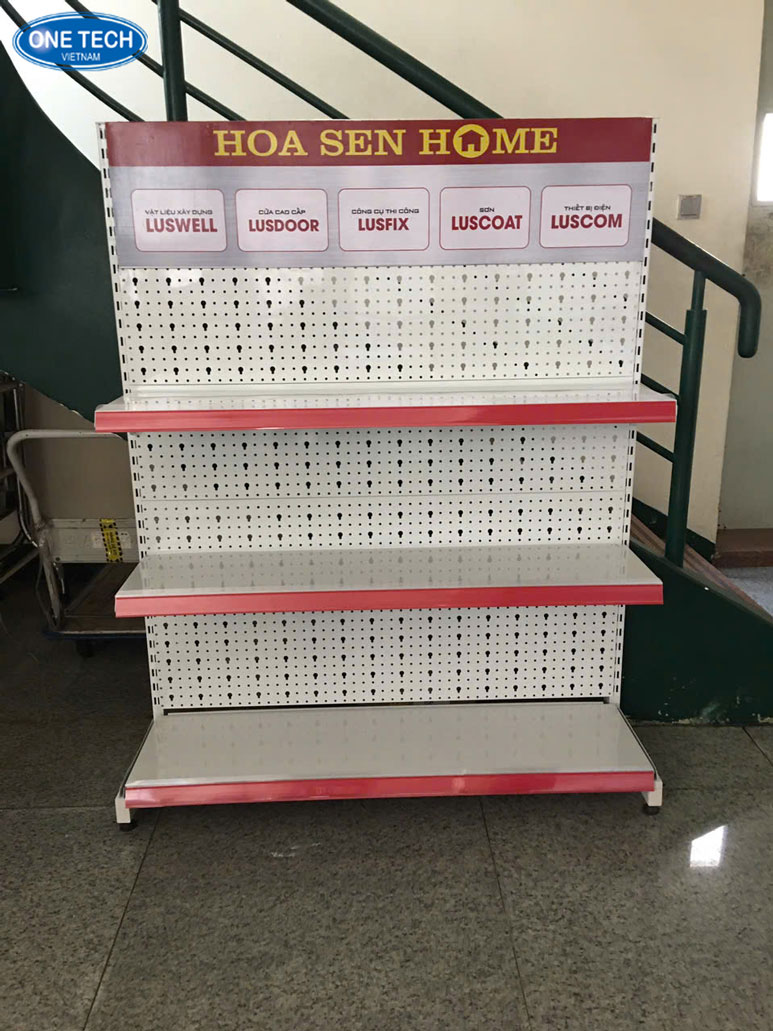 ONE TECH
VIETNAM
HOA SEN HOME
VẬT LIỆU XÂY DỰNG
LUSWELL
CỬA CAO CẤP
LUSDOOR
CÔNG CỤ THI CÔNG
LUSFIX
SƠN
LUSCOAT
THIẾT BỊ ĐIỆN
LUSCOM